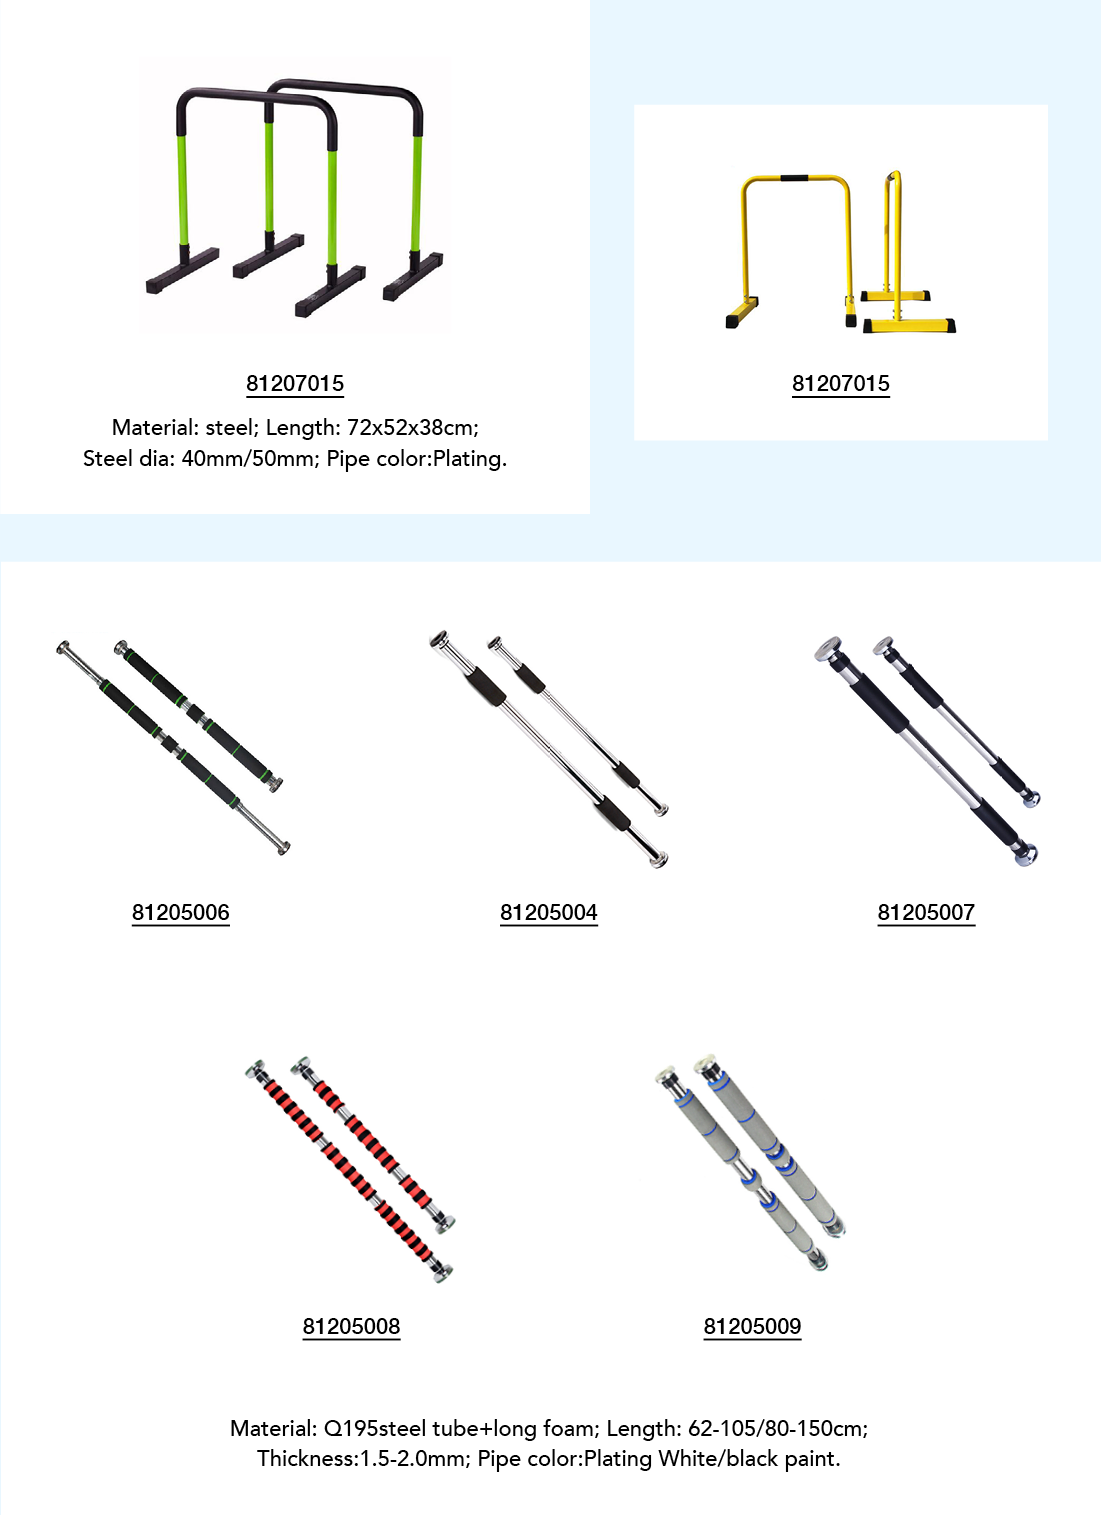 81207015
Material: steel; Length: 72x52x38cm;
Steel dia: 40mm/50mm; Pipe color:Plating.
81207015
81205006
81205004
81205007
81205008
81205009
Material: Q195steel tube+long foam; Length: 62-105/80-150cm;
Thickness:1.5-2.0mm; Pipe color:Plating White/black paint.